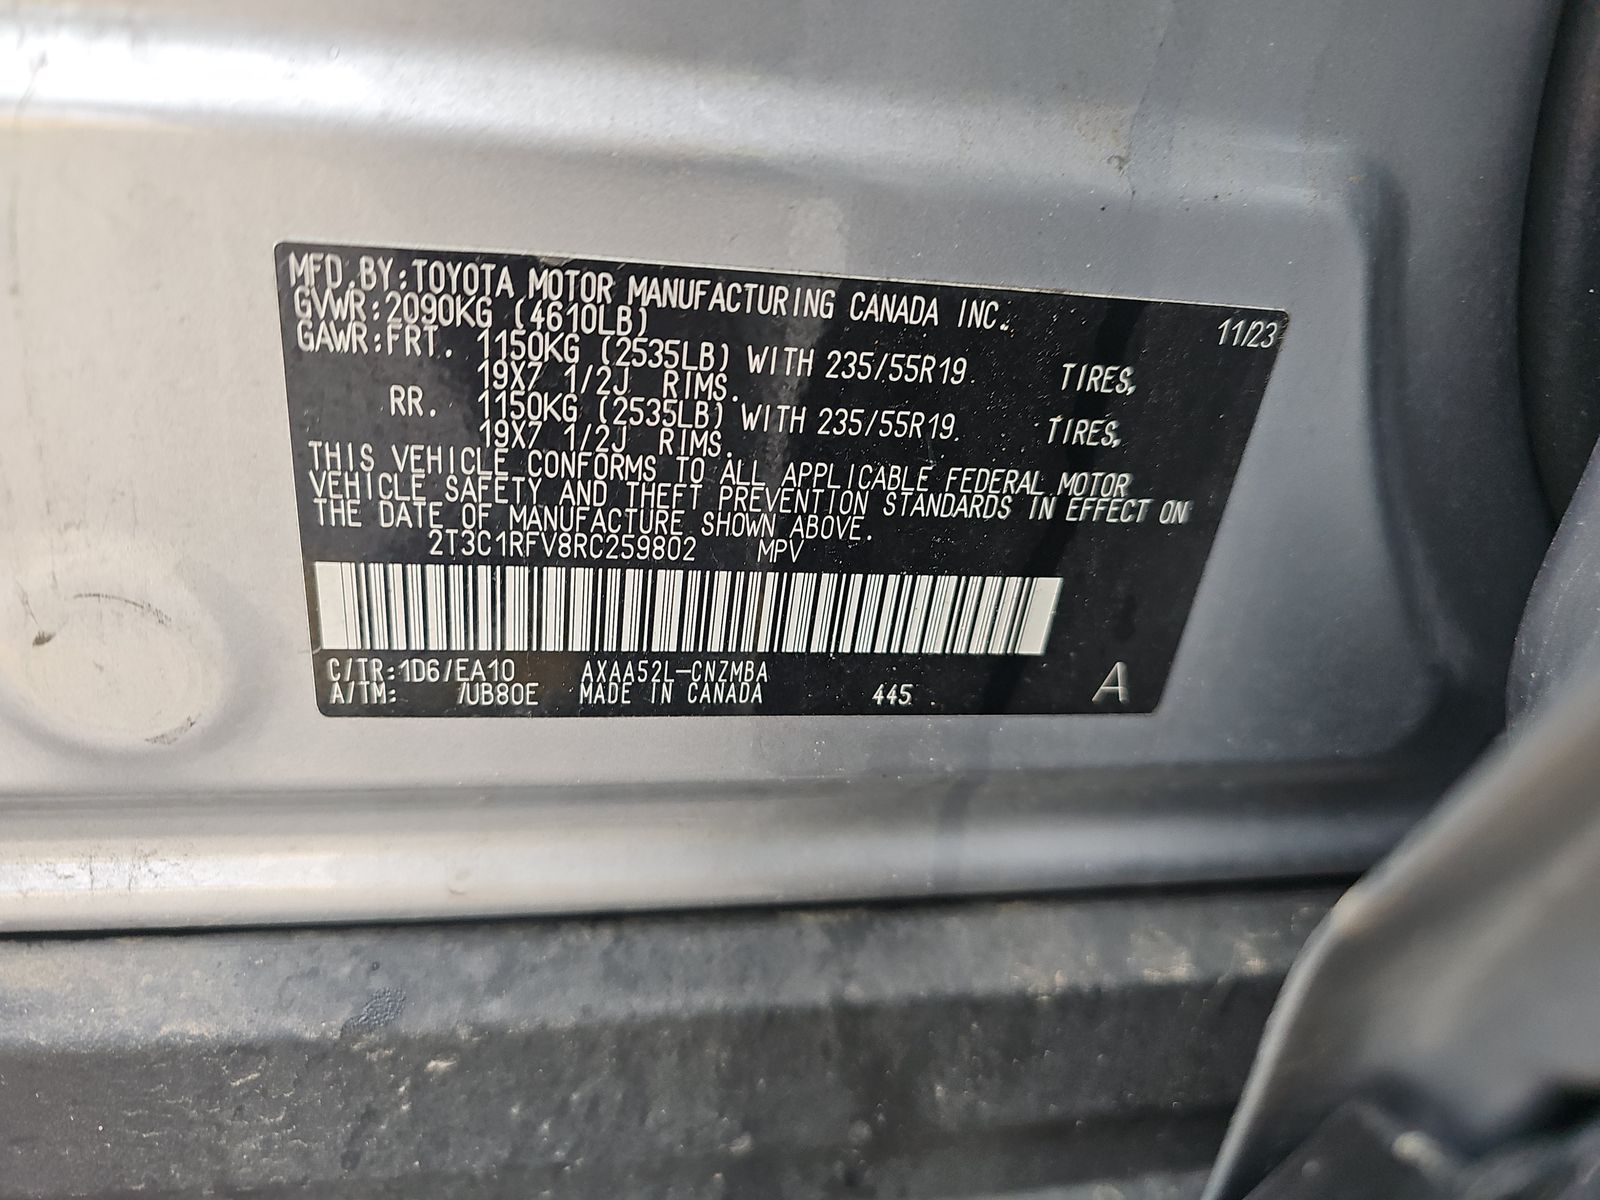 MFD.BY:TOYOTA MOTOR MANUFACTURING CANADA INC. 11/23
GVWR:2090KG (4610LB)
GAWR:FRT. 1150KG (2535LB) WITH 235/55R19 TIRES,
19X7 1/2J RIMS.
RR. 1150KG (2535LB) WITH 235/55R19 TIRES,
19X7 1/2J RIMS.
THIS VEHICLE CONFORMS TO ALL APPLICABLE FEDERAL MOTOR
VEHICLE SAFETY AND THEFT PREVENTION STANDARDS IN EFFECT ON
THE DATE OF MANUFACTURE SHOWN ABOVE.
2T3C1RFV8RC259802 MPV
C/TR:1D6/EA10 AXAA52L-CNZMBA
A/TM: /UB80E MADE IN CANADA 445 A